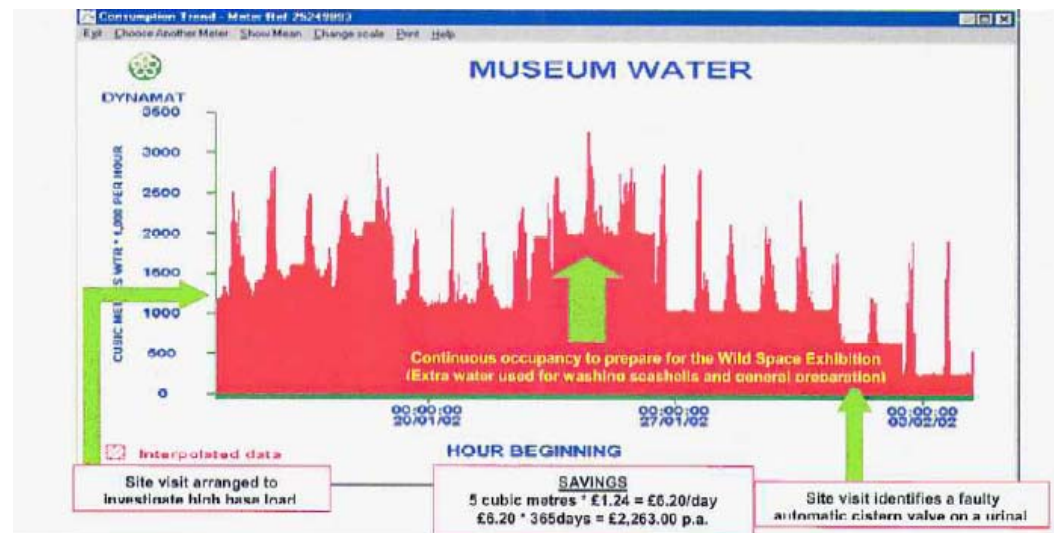 Consumption Trend - Meter Ref 25249893
Exit Choose Another Meter Show Mean Change scale Print Help
MUSEUM WATER
DYNAMAT
3500
3000
2500
2000
1500
1000
500
0
CUBIC METRES WTR * 1,000 PER HOUR
Continuous occupancy to prepare for the Wild Space Exhibition
(Extra water used for washing seashells and general preparation)
00:00:00 00:00:00 00:00:00
20/01/02 27/01/02 03/02/02
Interpolated data
HOUR BEGINNING
Site visit arranged to
investigate high base load
SAVINGS
5 cubic metres * £1.24 = £6.20/day
£6.20 * 365days = £2,263.00 p.a.
Site visit identifies a faulty
automatic cistern valve on a urinal